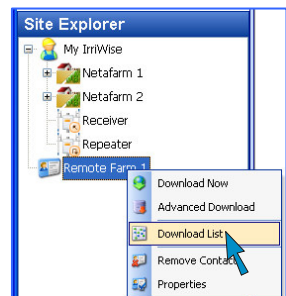 Site Explorer
My IrriWise
Netafarm 1
Netafarm 2
Receiver
Repeater
Remote Farm 1
Download Now
Advanced Download
Download List
Remove Contact
Properties